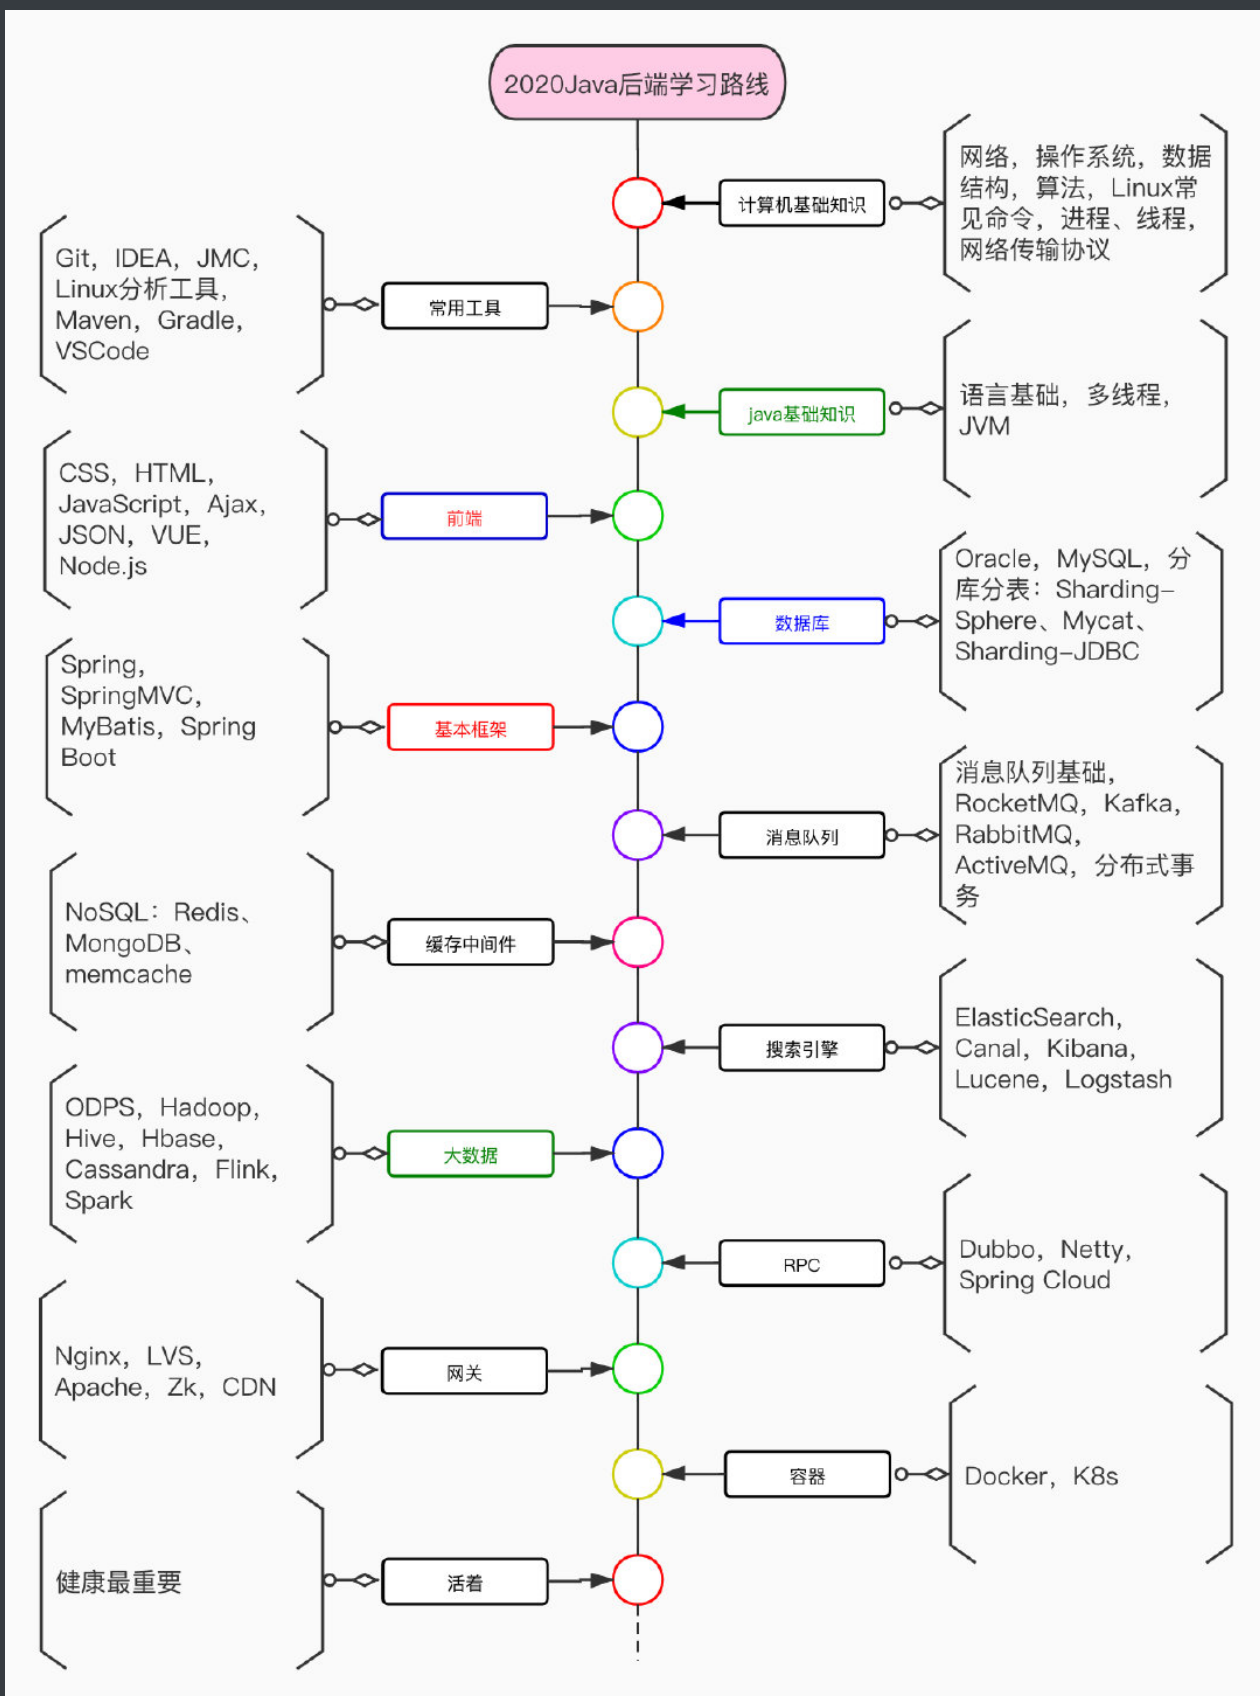 2020Java后端学习路线
计算机基础知识
网络，操作系统，数据
结构，算法，Linux常
见命令，进程、线程，
网络传输协议
Git，IDEA，JMC，
Linux分析工具，
Maven，Gradle，
VSCode
常用工具
java基础知识
语言基础，多线程，
JVM
CSS，HTML，
JavaScript，Ajax，
JSON，VUE，
Node.js
前端
数据库
Oracle，MySQL，分
库分表：Sharding-
Sphere、Mycat、
Sharding-JDBC
Spring，
SpringMVC，
MyBatis，Spring
Boot
基本框架
消息队列
消息队列基础，
RocketMQ，Kafka，
RabbitMQ，
ActiveMQ，分布式事
务
NoSQL：Redis、
MongoDB、
memcache
缓存中间件
搜索引擎
ElasticSearch，
Canal，Kibana，
Lucene，Logstash
ODPS，Hadoop，
Hive，Hbase，
Cassandra，Flink，
Spark
大数据
RPC
Dubbo，Netty，
Spring Cloud
Nginx，LVS，
Apache，Zk，CDN
网关
容器
Docker，K8s
健康最重要
活着